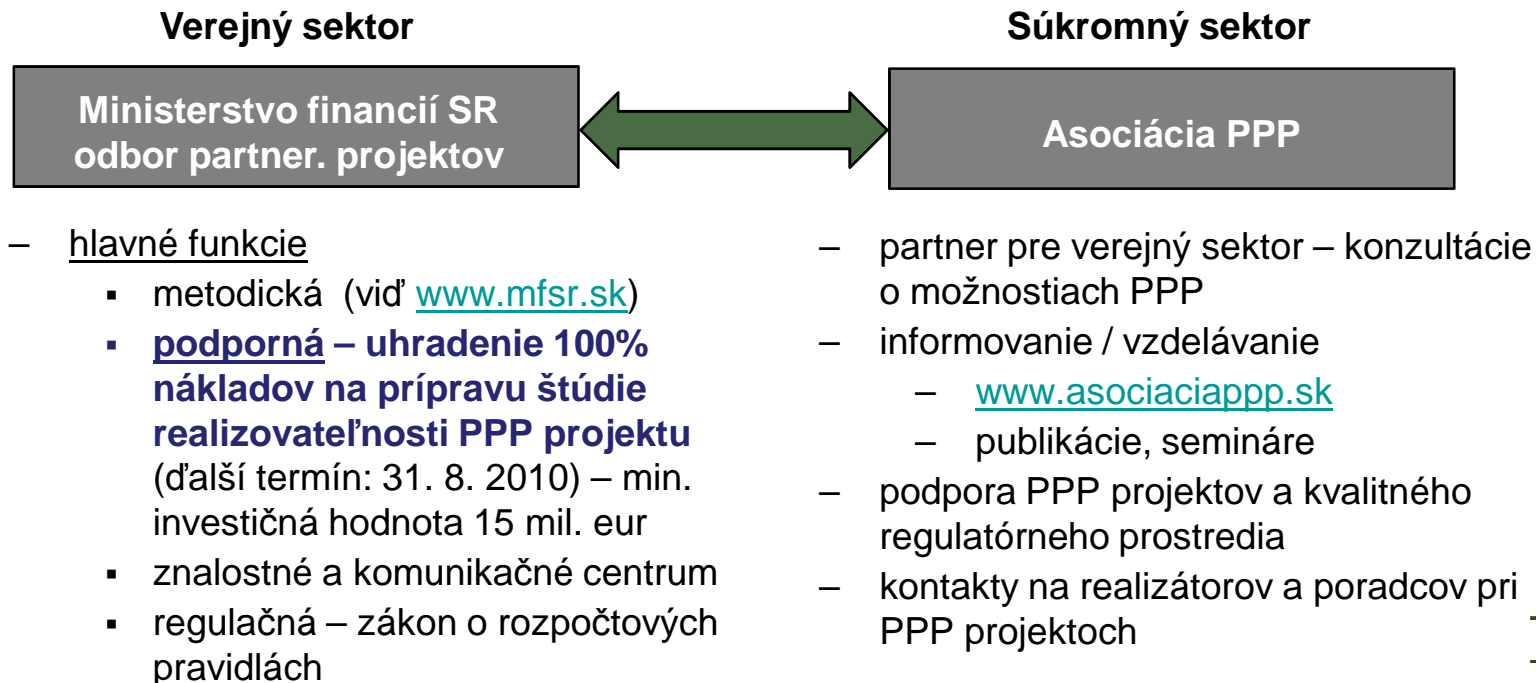 Verejný sektor
Ministerstvo financií SR
odbor partner. projektov
– hlavné funkcie
▪ metodická (viď www.mfsr.sk)
▪ podporná – uhradenie 100%
nákladov na prípravu štúdie
realizovateľnosti PPP projektu
(ďalší termín: 31. 8. 2010) – min.
investičná hodnota 15 mil. eur
▪ znalostné a komunikačné centrum
▪ regulačná – zákon o rozpočtových
pravidlách
Súkromný sektor
Asociácia PPP
– partner pre verejný sektor – konzultácie
o možnostiach PPP
– informovanie / vzdelávanie
– www.asociaciappp.sk
– publikácie, semináre
– podpora PPP projektov a kvalitného
regulatórneho prostredia
– kontakty na realizátorov a poradcov pri
PPP projektoch